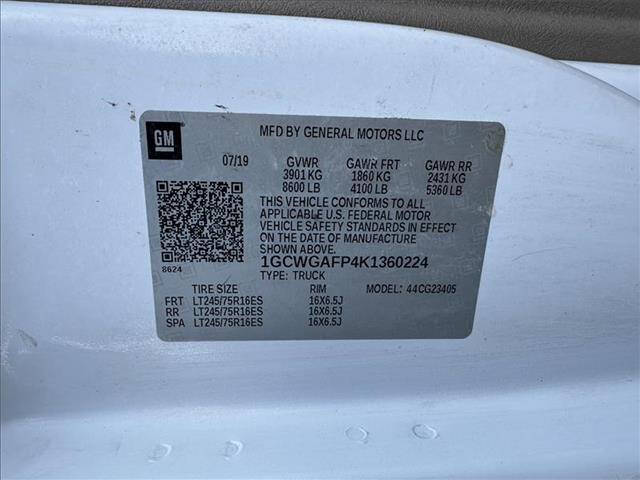 GM
MFD BY GENERAL MOTORS LLC
07/19 GVWR GAWR FRT GAWR RR
3901 KG 1860 KG 2431 KG
8600 LB 4100 LB 5360 LB
THIS VEHICLE CONFORMS TO ALL
APPLICABLE U.S. FEDERAL MOTOR
VEHICLE SAFETY STANDARDS IN EFFECT
ON THE DATE OF MANUFACTURE
SHOWN ABOVE.
8624
1GCWGAFP4K1360224
TYPE: TRUCK
TIRE SIZE RIM MODEL: 44CG23405
FRT LT245/75R16ES 16X6.5J
RR LT245/75R16ES 16X6.5J
SPA LT245/75R16ES 16X6.5J